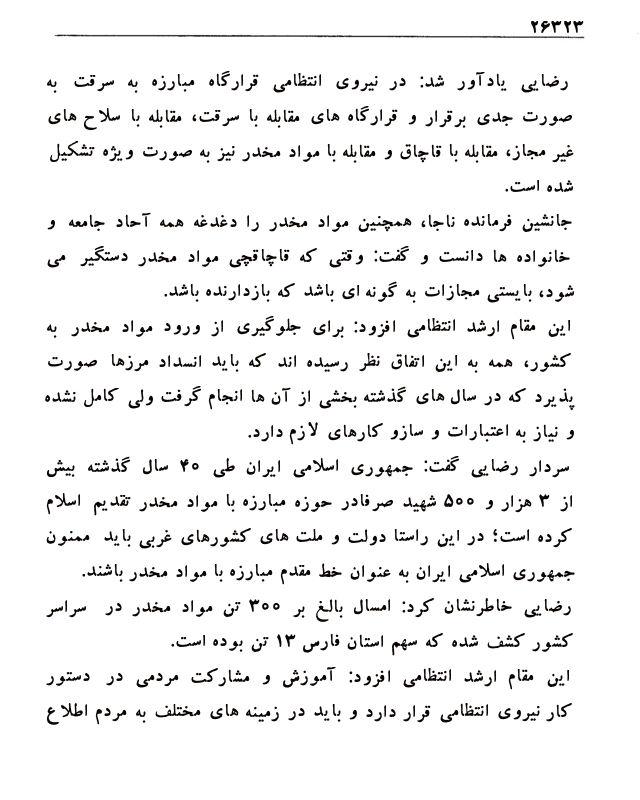 ۲۶۳۲۳
رضایی یادآور شد: در نیروی انتظامی قرارگاه مبارزه به سرقت به
صورت جدی برقرار و قرارگاه های مقابله با سرقت، مقابله با سلاح های
غیر مجاز، مقابله با قاچاق و مقابله با مواد مخدر نیز به صورت ویژه تشکیل
شده است.
جانشین فرمانده ناجا، همچنین مواد مخدر را دغدغه همه آحاد جامعه و
خانواده ها دانست و گفت: وقتی که قاچاقچی مواد مخدر دستگیر می
شود، بایستی مجازات به گونه ای باشد که بازدارنده باشد.
این مقام ارشد انتظامی افزود: برای جلوگیری از ورود مواد مخدر به
کشور، همه به این اتفاق نظر رسیده اند که باید انسداد مرزها صورت
پذیرد که در سال های گذشته بخشی از آن ها انجام گرفت ولی کامل نشده
و نیاز به اعتبارات و سازو کارهای لازم دارد.
سردار رضایی گفت: جمهوری اسلامی ایران طی ۴۰ سال گذشته بیش
از ۳ هزار و ۵۰۰ شهید صرفادر حوزه مبارزه با مواد مخدر تقدیم اسلام
کرده است؛ در این راستا دولت و ملت های کشورهای غربی باید ممنون
جمهوری اسلامی ایران به عنوان خط مقدم مبارزه با مواد مخدر باشند.
رضایی خاطرنشان کرد: امسال بالغ بر ۳۰۰ تن مواد مخدر در سراسر
کشور کشف شده که سهم استان فارس ۱۳ تن بوده است.
این مقام ارشد انتظامی افزود: آموزش و مشارکت مردمی در دستور
کار نیروی انتظامی قرار دارد و باید در زمینه های مختلف به مردم اطلاع